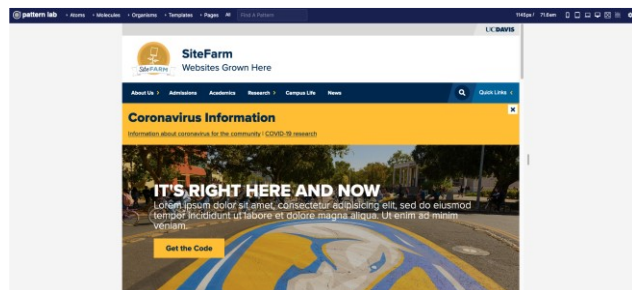 pattern lab Atoms Molecules Organisms Templates Pages All Find A Pattern
UCDAVIS
SiteFarm
SiteFarm
Websites Grown Here
About Us Admissions Academics Research Campus Life News Quick Links
Coronavirus Information
Information about coronavirus for the community | COVID-19 research
IT'S RIGHT HERE AND NOW
Lorem ipsum dolor sit amet, consectetur adipisicing elit, sed do eiusmod
tempor incididunt ut labore et dolore magna aliqua. Ut enim ad minim
veniam.
Get the Code